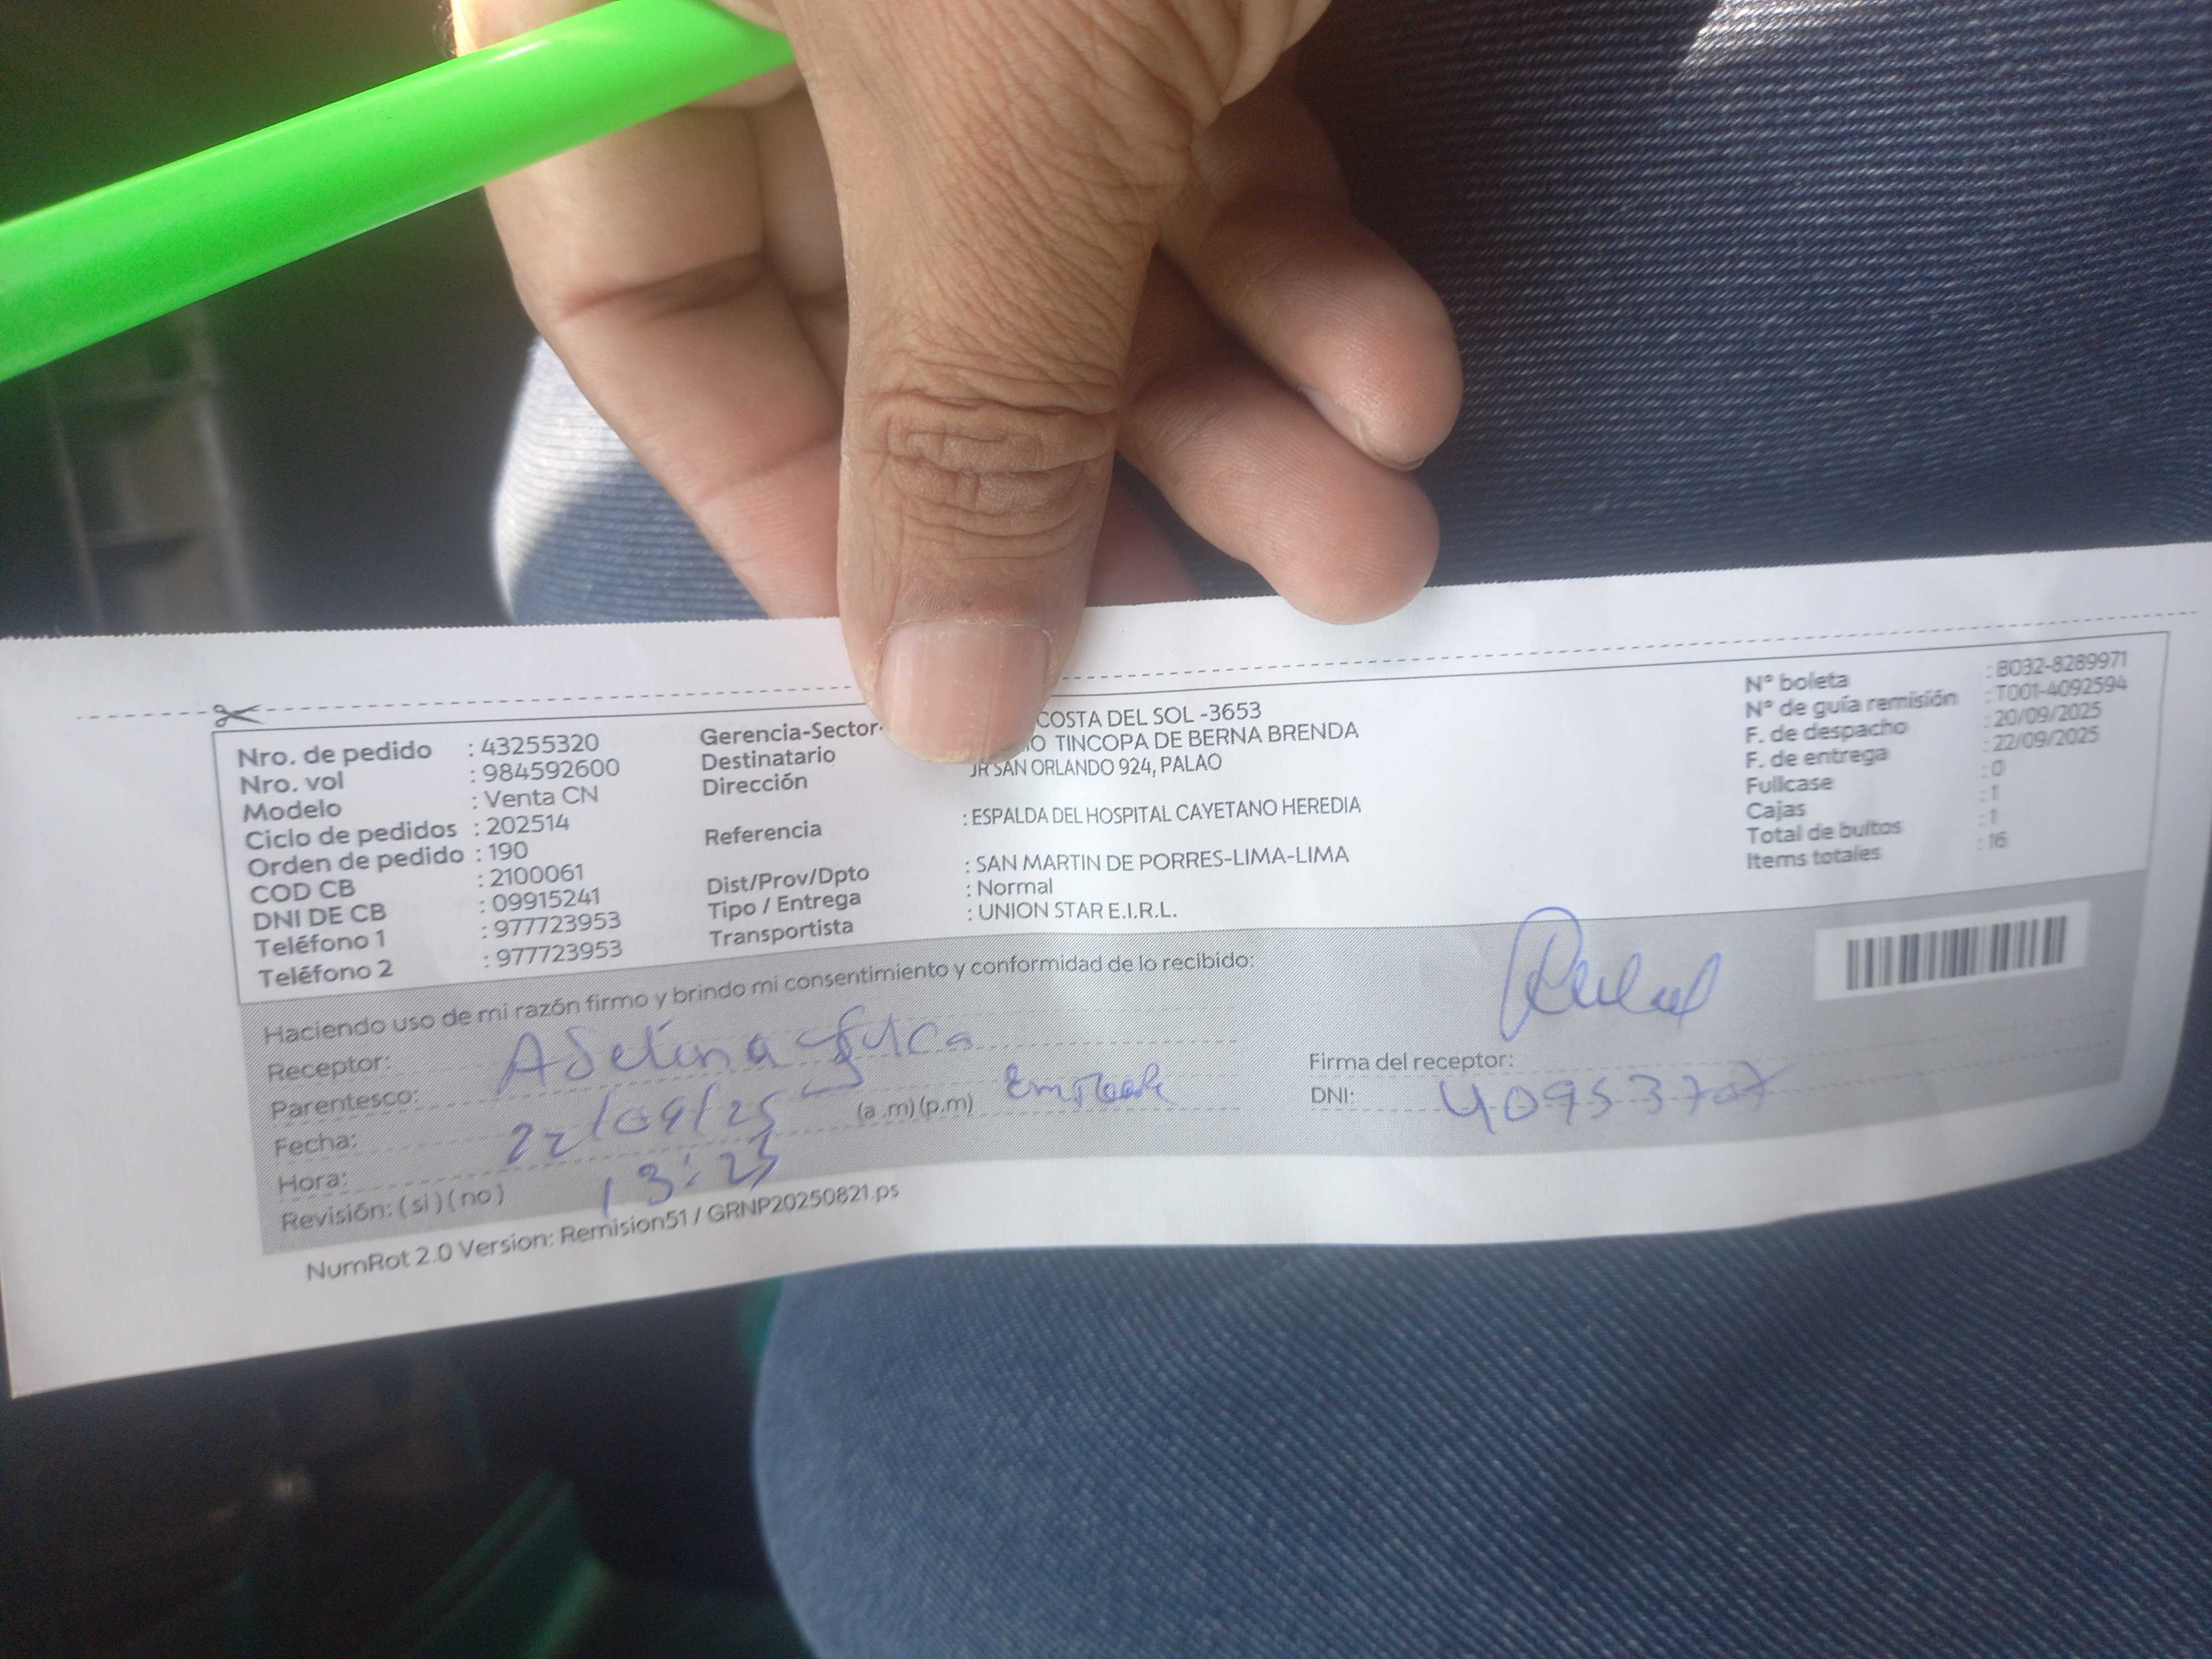 Nro. de pedido : 43255320
Nro. vol : 984592600
Modelo : Venta CN
Ciclo de pedidos : 202514
Orden de pedido : 190
COD CB : 2100061
DNI DE CB : 09915241
Teléfono 1 : 977723953
Teléfono 2 : 977723953
Gerencia-Sector- COSTA DEL SOL -3653
Destinatario TINCOPA DE BERNA BRENDA
Dirección JR SAN ORLANDO 924, PALAO
Referencia : ESPALDA DEL HOSPITAL CAYETANO HEREDIA
Dist/Prov/Dpto : SAN MARTIN DE PORRES-LIMA-LIMA
Tipo / Entrega : Normal
Transportista : UNION STAR E.I.R.L.
N° boleta : B032-8289971
N° de guía remisión : T001-4092594
F. de despacho : 20/09/2025
F. de entrega : 22/09/2025
Fullcase : 0
Cajas : 1
Total de bultos : 1
Items totales : 16
Haciendo uso de mi razón firmo y brindo mi consentimiento y conformidad de lo recibido:
Receptor: Adelina
Parentesco:
Fecha: 22/09/25 (a.m) (p.m)
Hora: 13:25
Revisión: (si) (no)
Firma del receptor:
DNI: 40953707
NumRot 2.0 Version: Remision51 / GRNP20250821.ps